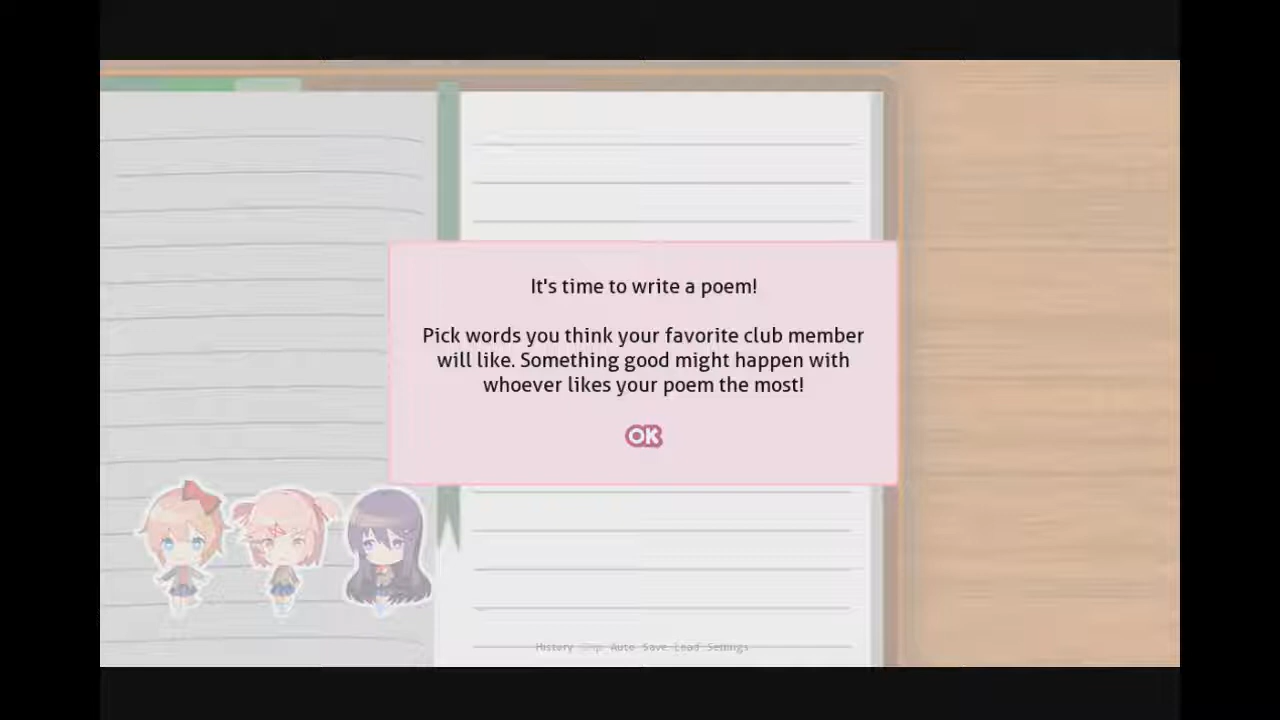 It's time to write a poem!
Pick words you think your favorite club member
will like. Something good might happen with
whoever likes your poem the most!
OK
History Skip Auto Save Load Settings